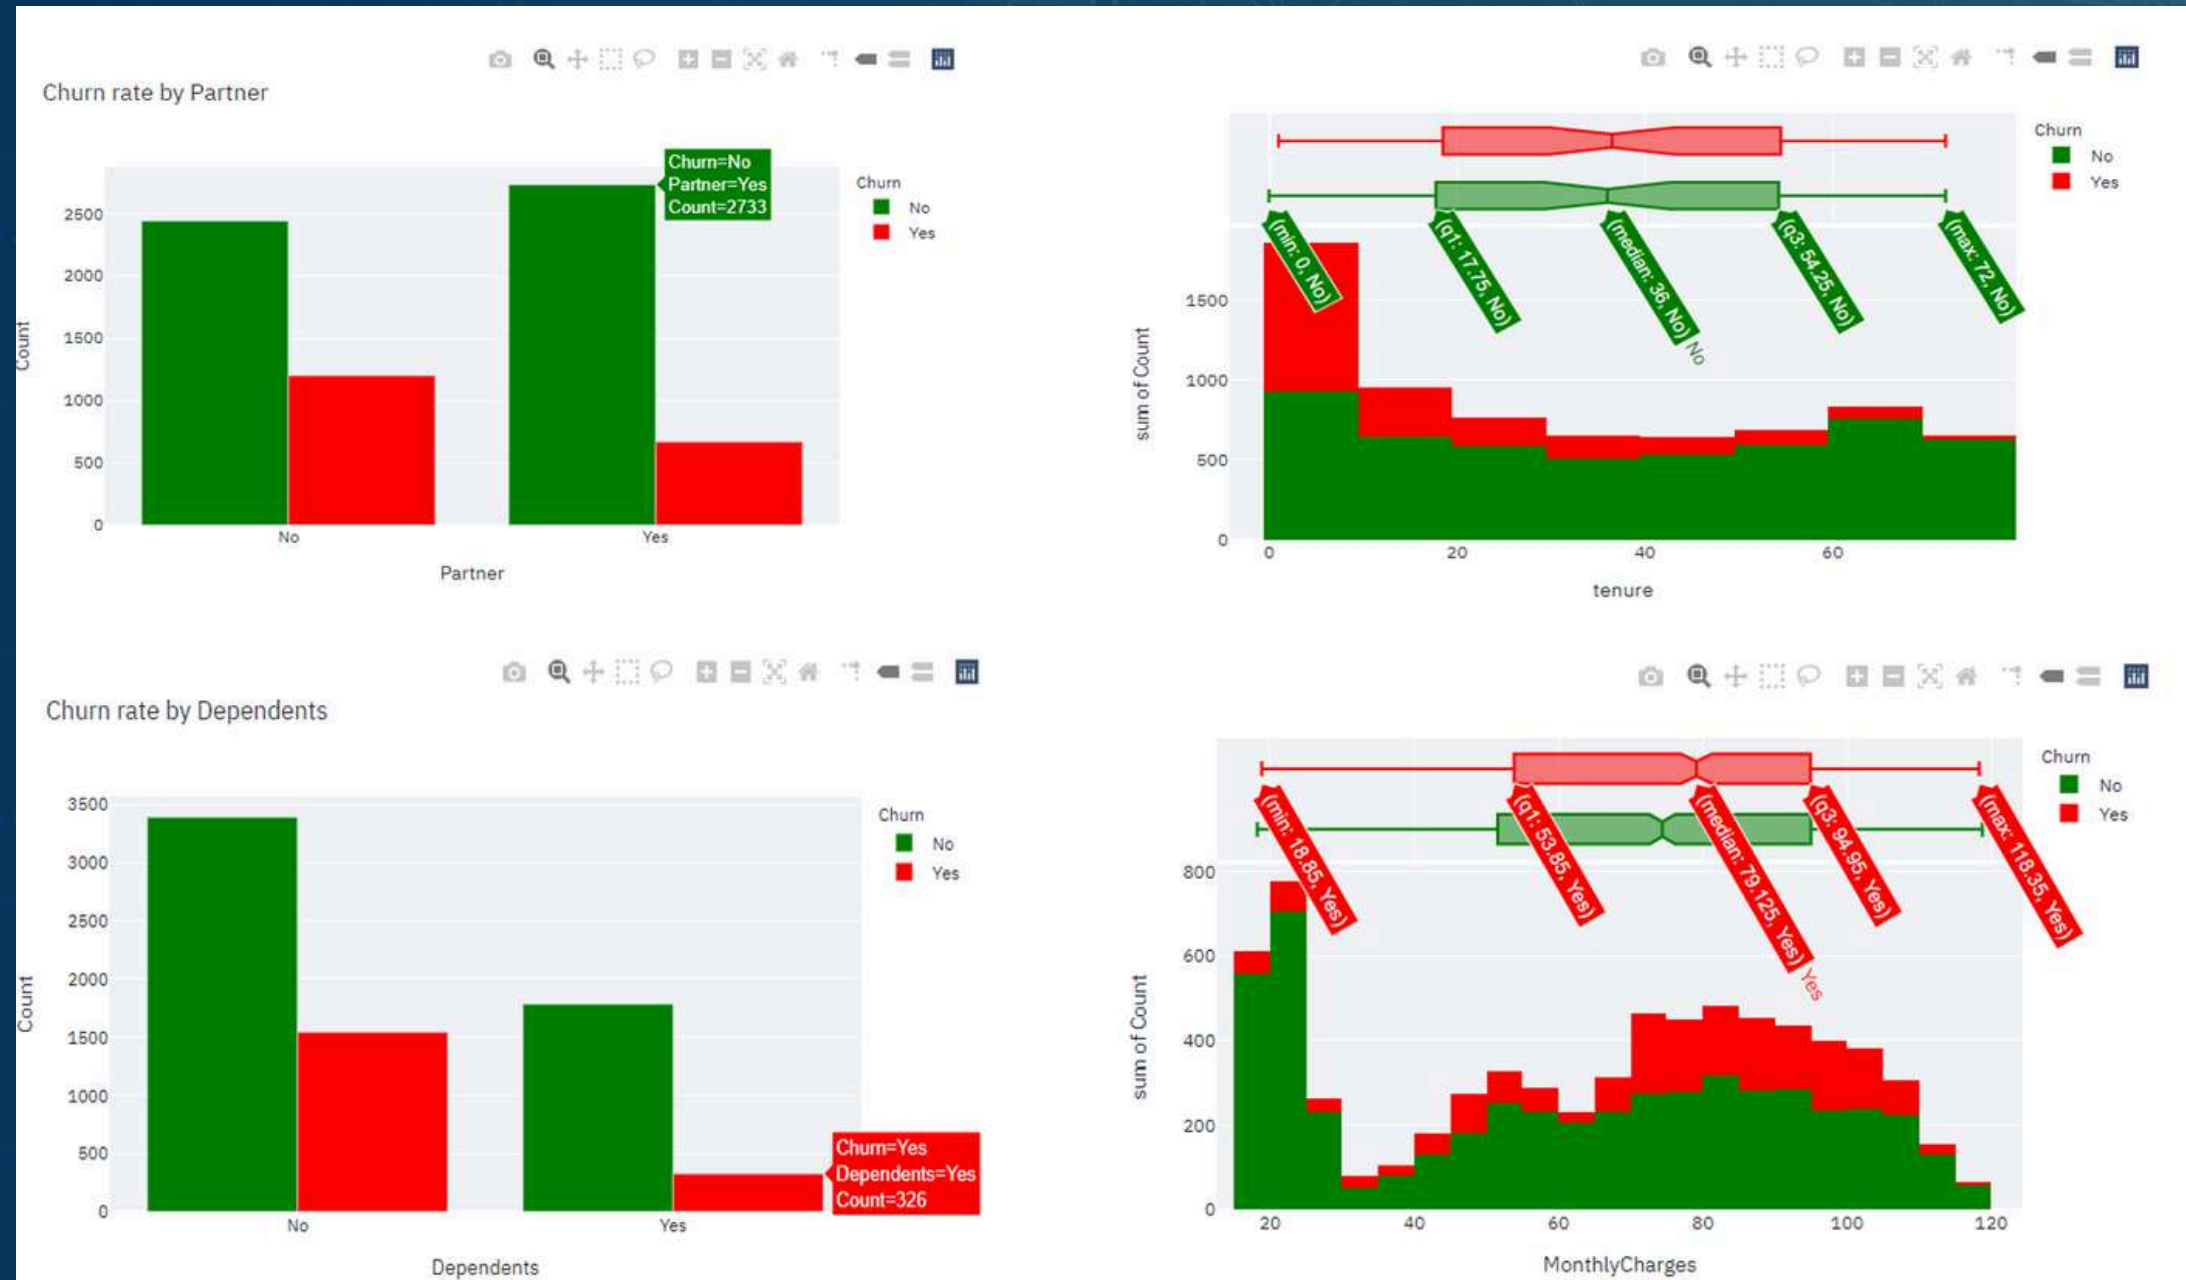 Churn rate by Partner
Churn=No
Partner=Yes
Count=2733
Churn
No
Yes
2500
2000
1500
1000
500
0
Count
No
Yes
Partner
Churn
No
Yes
(min: 0, No)
(q1: 17.75, No)
(median: 36, No)
No
(q3: 54.25, No)
(max: 72, No)
1500
1000
500
0
sum of Count
0
20
40
60
tenure
Churn rate by Dependents
Churn
No
Yes
3500
3000
2500
2000
1500
1000
500
0
Count
Churn=Yes
Dependents=Yes
Count=326
No
Yes
Dependents
Churn
No
Yes
(min: 18.85, Yes)
(q1: 53.85, Yes)
(median: 79.125, Yes)
Yes
(q3: 94.95, Yes)
(max: 118.35, Yes)
800
600
400
200
0
sum of Count
20
40
60
80
100
120
MonthlyCharges